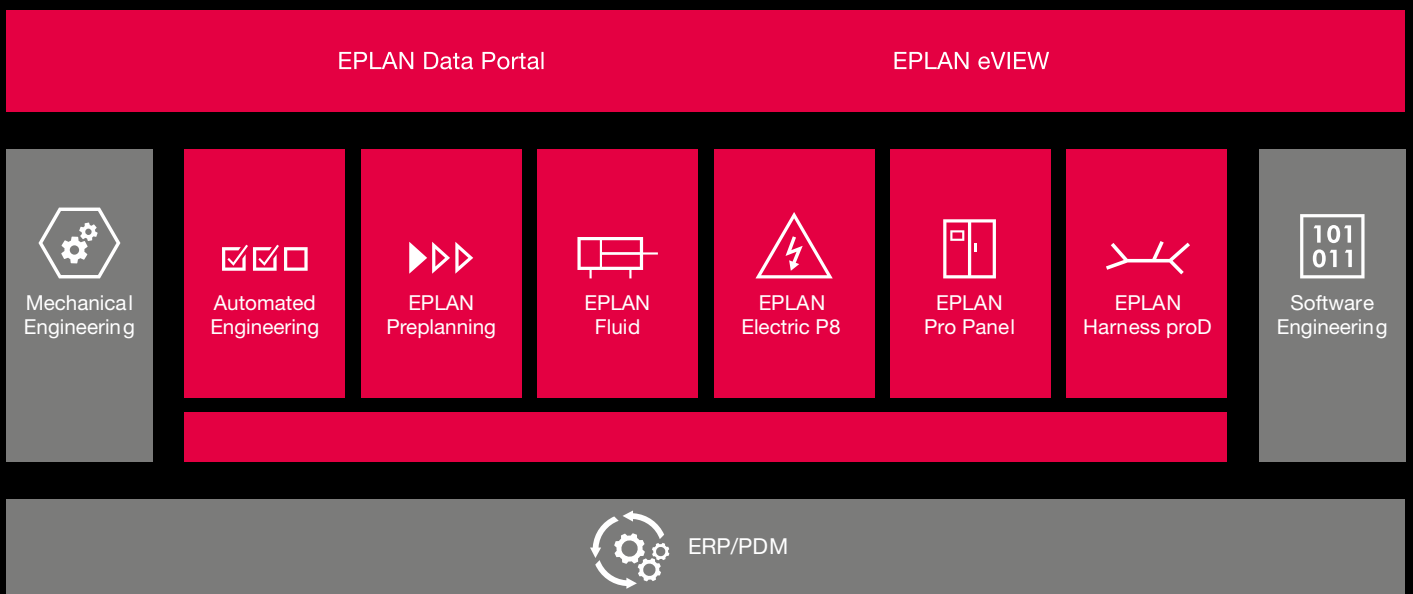 EPLAN Data Portal
EPLAN eVIEW
Mechanical
Engineering
Automated
Engineering
EPLAN
Preplanning
EPLAN
Fluid
EPLAN
Electric P8
EPLAN
Pro Panel
EPLAN
Harness proD
101
011
Software
Engineering
ERP/PDM